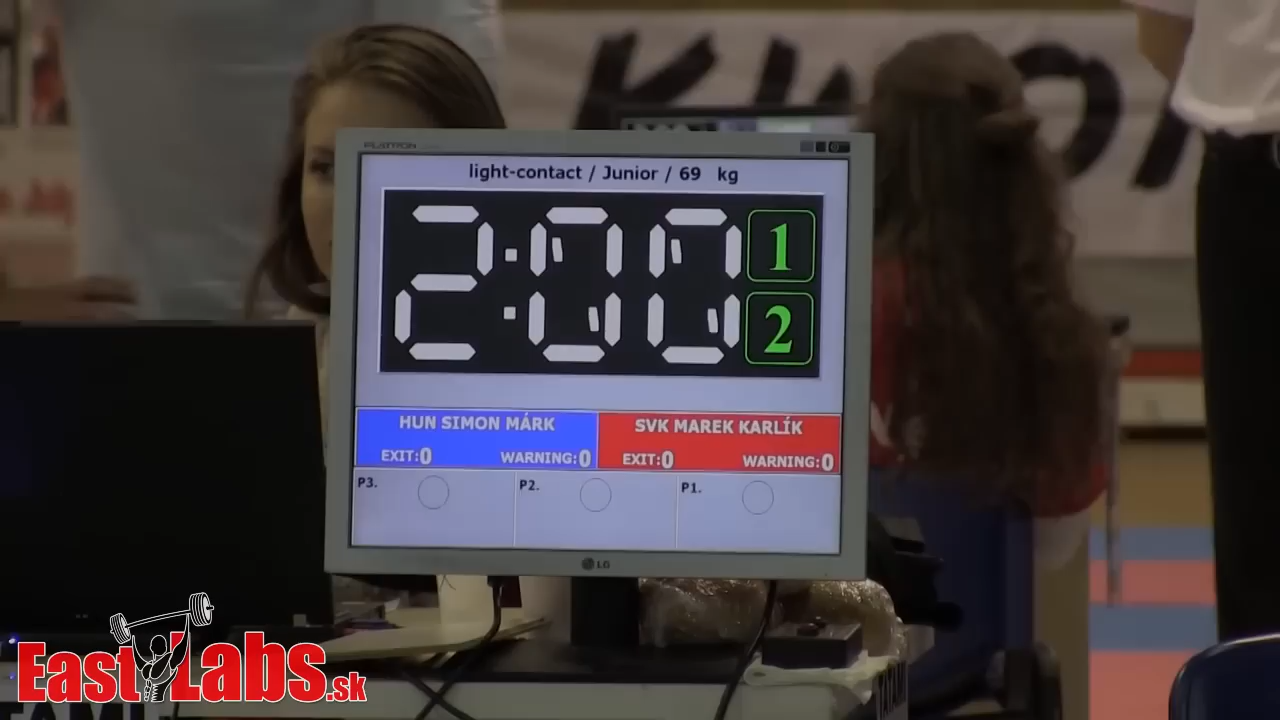 FLATRON
light-contact / Junior / 69 kg
2:00
1
2
HUN SIMON MÁRK
EXIT:0 WARNING:0
SVK MAREK KARLÍK
EXIT:0 WARNING:0
P3. P2. P1.
LG
EastLabs.sk